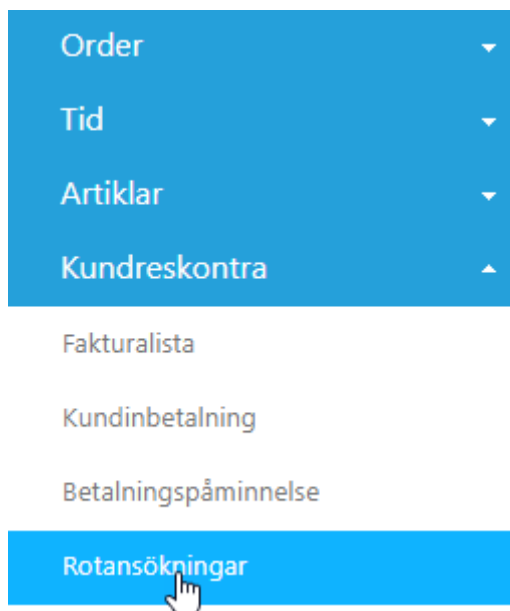 Order
Tid
Artiklar
Kundreskontra
Fakturalista
Kundinbetalning
Betalningspåminnelse
Rotansökningar